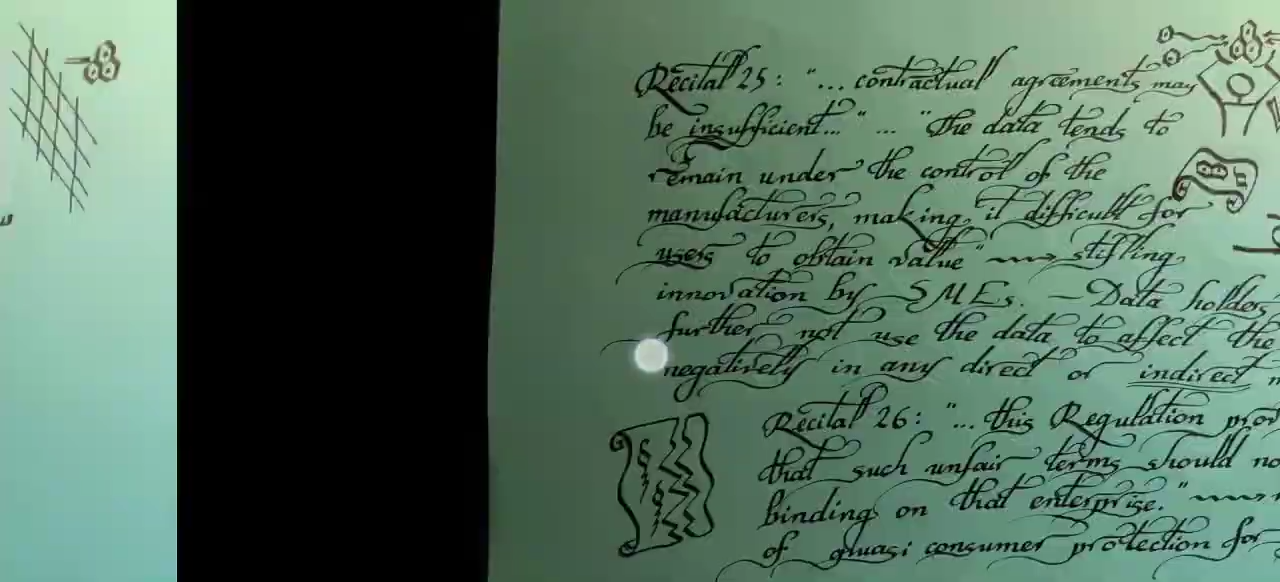 Recital 25: "... contractual agreements may
be insufficient..." ... "the data tends to
remain under the control of the
manufacturers, making it difficult for
users to obtain value" stifling
innovation by SMEs. - Data holders
further not use the data to affect the
negatively in any direct or indirect
Recital 26: "... this Regulation
that such unfair terms should
binding on that enterprise."
of quasi consumer protection for